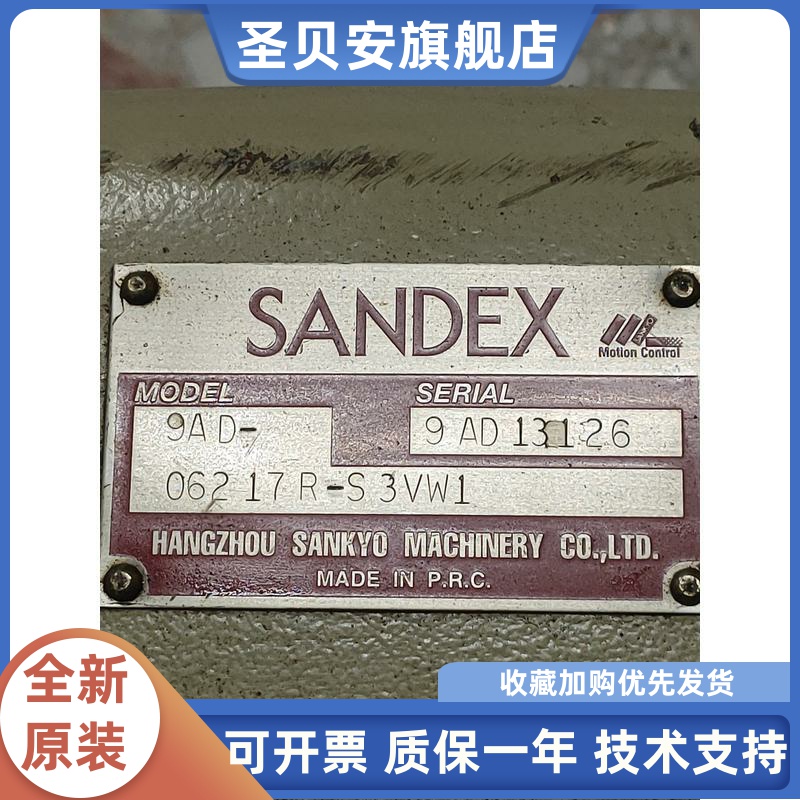 圣贝安旗舰店
SANDEX
Motion Control
MODEL SERIAL
9AD- 9AD13126
06217R-S3VW1
HANGZHOU SANKYO MACHINERY CO.,LTD.
MADE IN P.R.C.
收藏加购优先发货
全新
原装
可开票 质保一年 技术支持